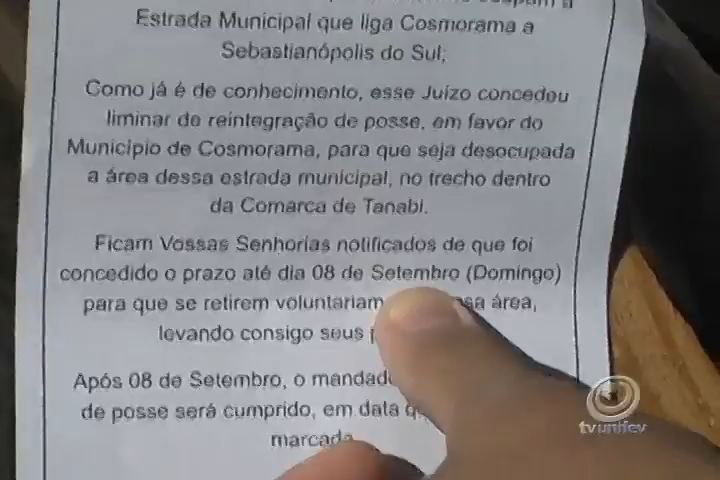 Estrada Municipal que liga Cosmorama a
Sebastianópolis do Sul;
Como já é de conhecimento, esse Juízo concedeu
liminar de reintegração de posse, em favor do
Município de Cosmorama, para que seja desocupada
a área dessa estrada municipal, no trecho dentro
da Comarca de Tanabi.
Ficam Vossas Senhorias notificados de que foi
concedido o prazo até dia 08 de Setembro (Domingo)
para que se retirem área,
levando consigo seus
Após 08 de Setembro, o
de posse será cumprido, em data
marcada
tvunifev